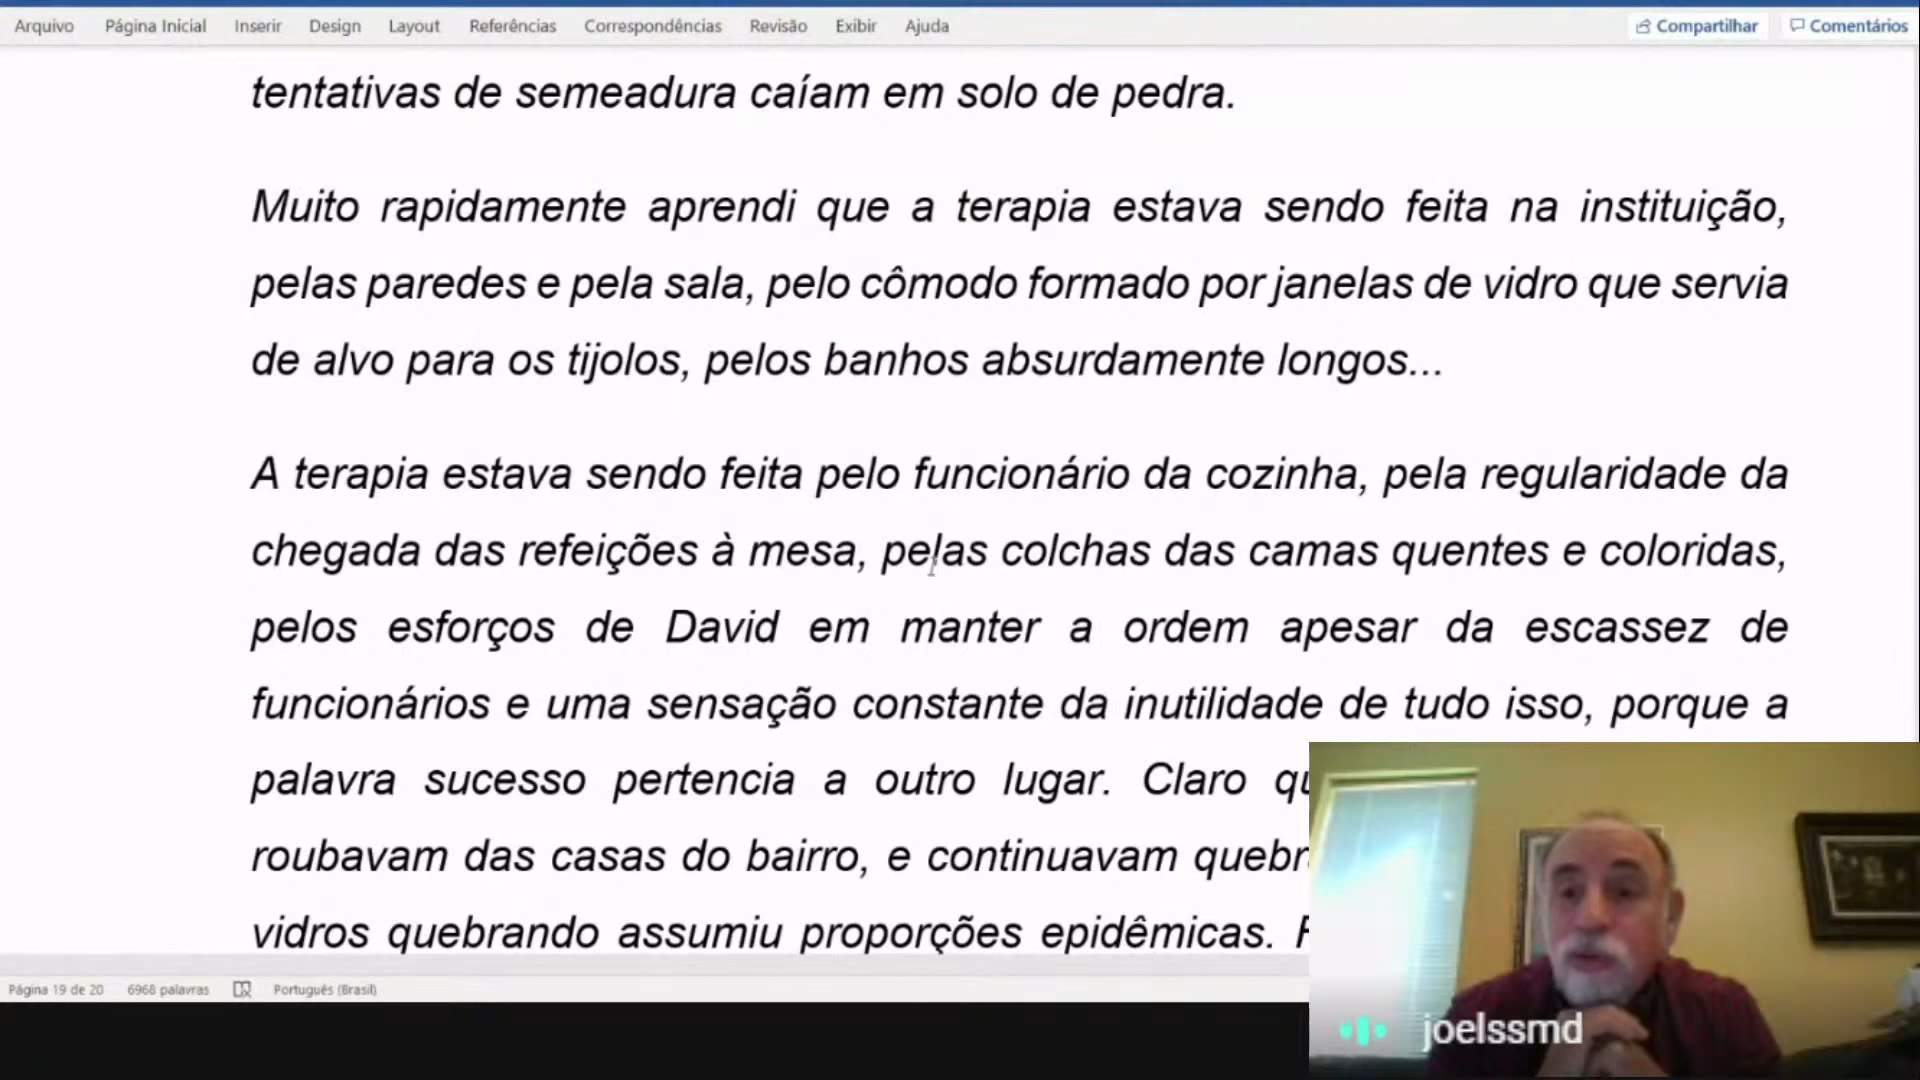 Arquivo Página Inicial Inserir Design Layout Referências Correspondências Revisão Exibir Ajuda Compartilhar Comentários
tentativas de semeadura caíam em solo de pedra.
Muito rapidamente aprendi que a terapia estava sendo feita na instituição,
pelas paredes e pela sala, pelo cômodo formado por janelas de vidro que servia
de alvo para os tijolos, pelos banhos absurdamente longos...
A terapia estava sendo feita pelo funcionário da cozinha, pela regularidade da
chegada das refeições à mesa, pelas colchas das camas quentes e coloridas,
pelos esforços de David em manter a ordem apesar da escassez de
funcionários e uma sensação constante da inutilidade de tudo isso, porque a
palavra sucesso pertencia a outro lugar. Claro
roubavam das casas do bairro, e continuavam
vidros quebrando assumiu proporções epidêmicas.
Página 19 de 20 6968 palavras Português (Brasil)
joelssmd